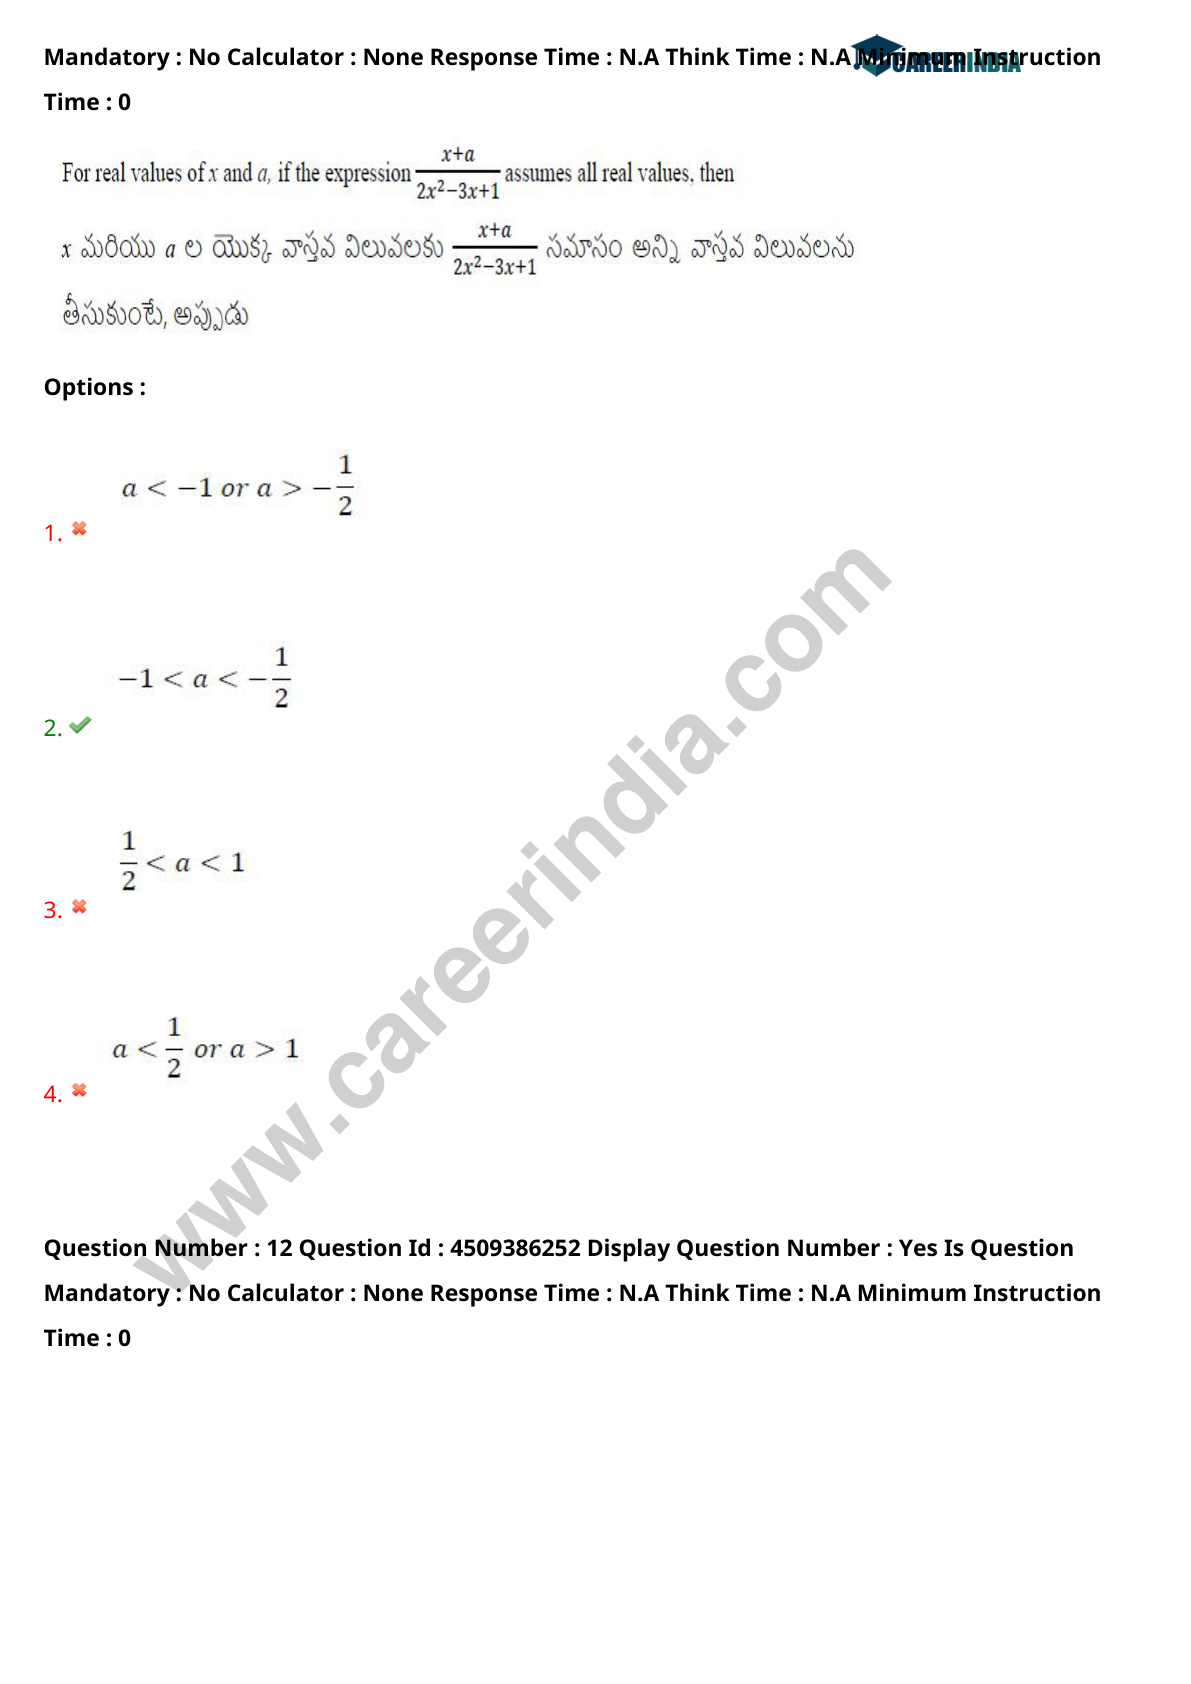 Mandatory : No Calculator : None Response Time : N.A Think Time : N.A Minimum Instruction
CAREERINDIA
Time : 0
For real values of x and a, if the expression \frac{x+a}{2x^2-3x+1} assumes all real values, then
x మరియు a ల యొక్క వాస్తవ విలువలకు \frac{x+a}{2x^2-3x+1} సమాసం అన్ని వాస్తవ విలువలను
తీసుకుంటే, అప్పుడు
Options :
a < −1 or a > −\frac{1}{2}
1. ✖
−1 < a < −\frac{1}{2}
2. ✔
\frac{1}{2} < a < 1
3. ✖
a < \frac{1}{2} or a > 1
4. ✖
www.careerindia.com
Question Number : 12 Question Id : 4509386252 Display Question Number : Yes Is Question
Mandatory : No Calculator : None Response Time : N.A Think Time : N.A Minimum Instruction
Time : 0